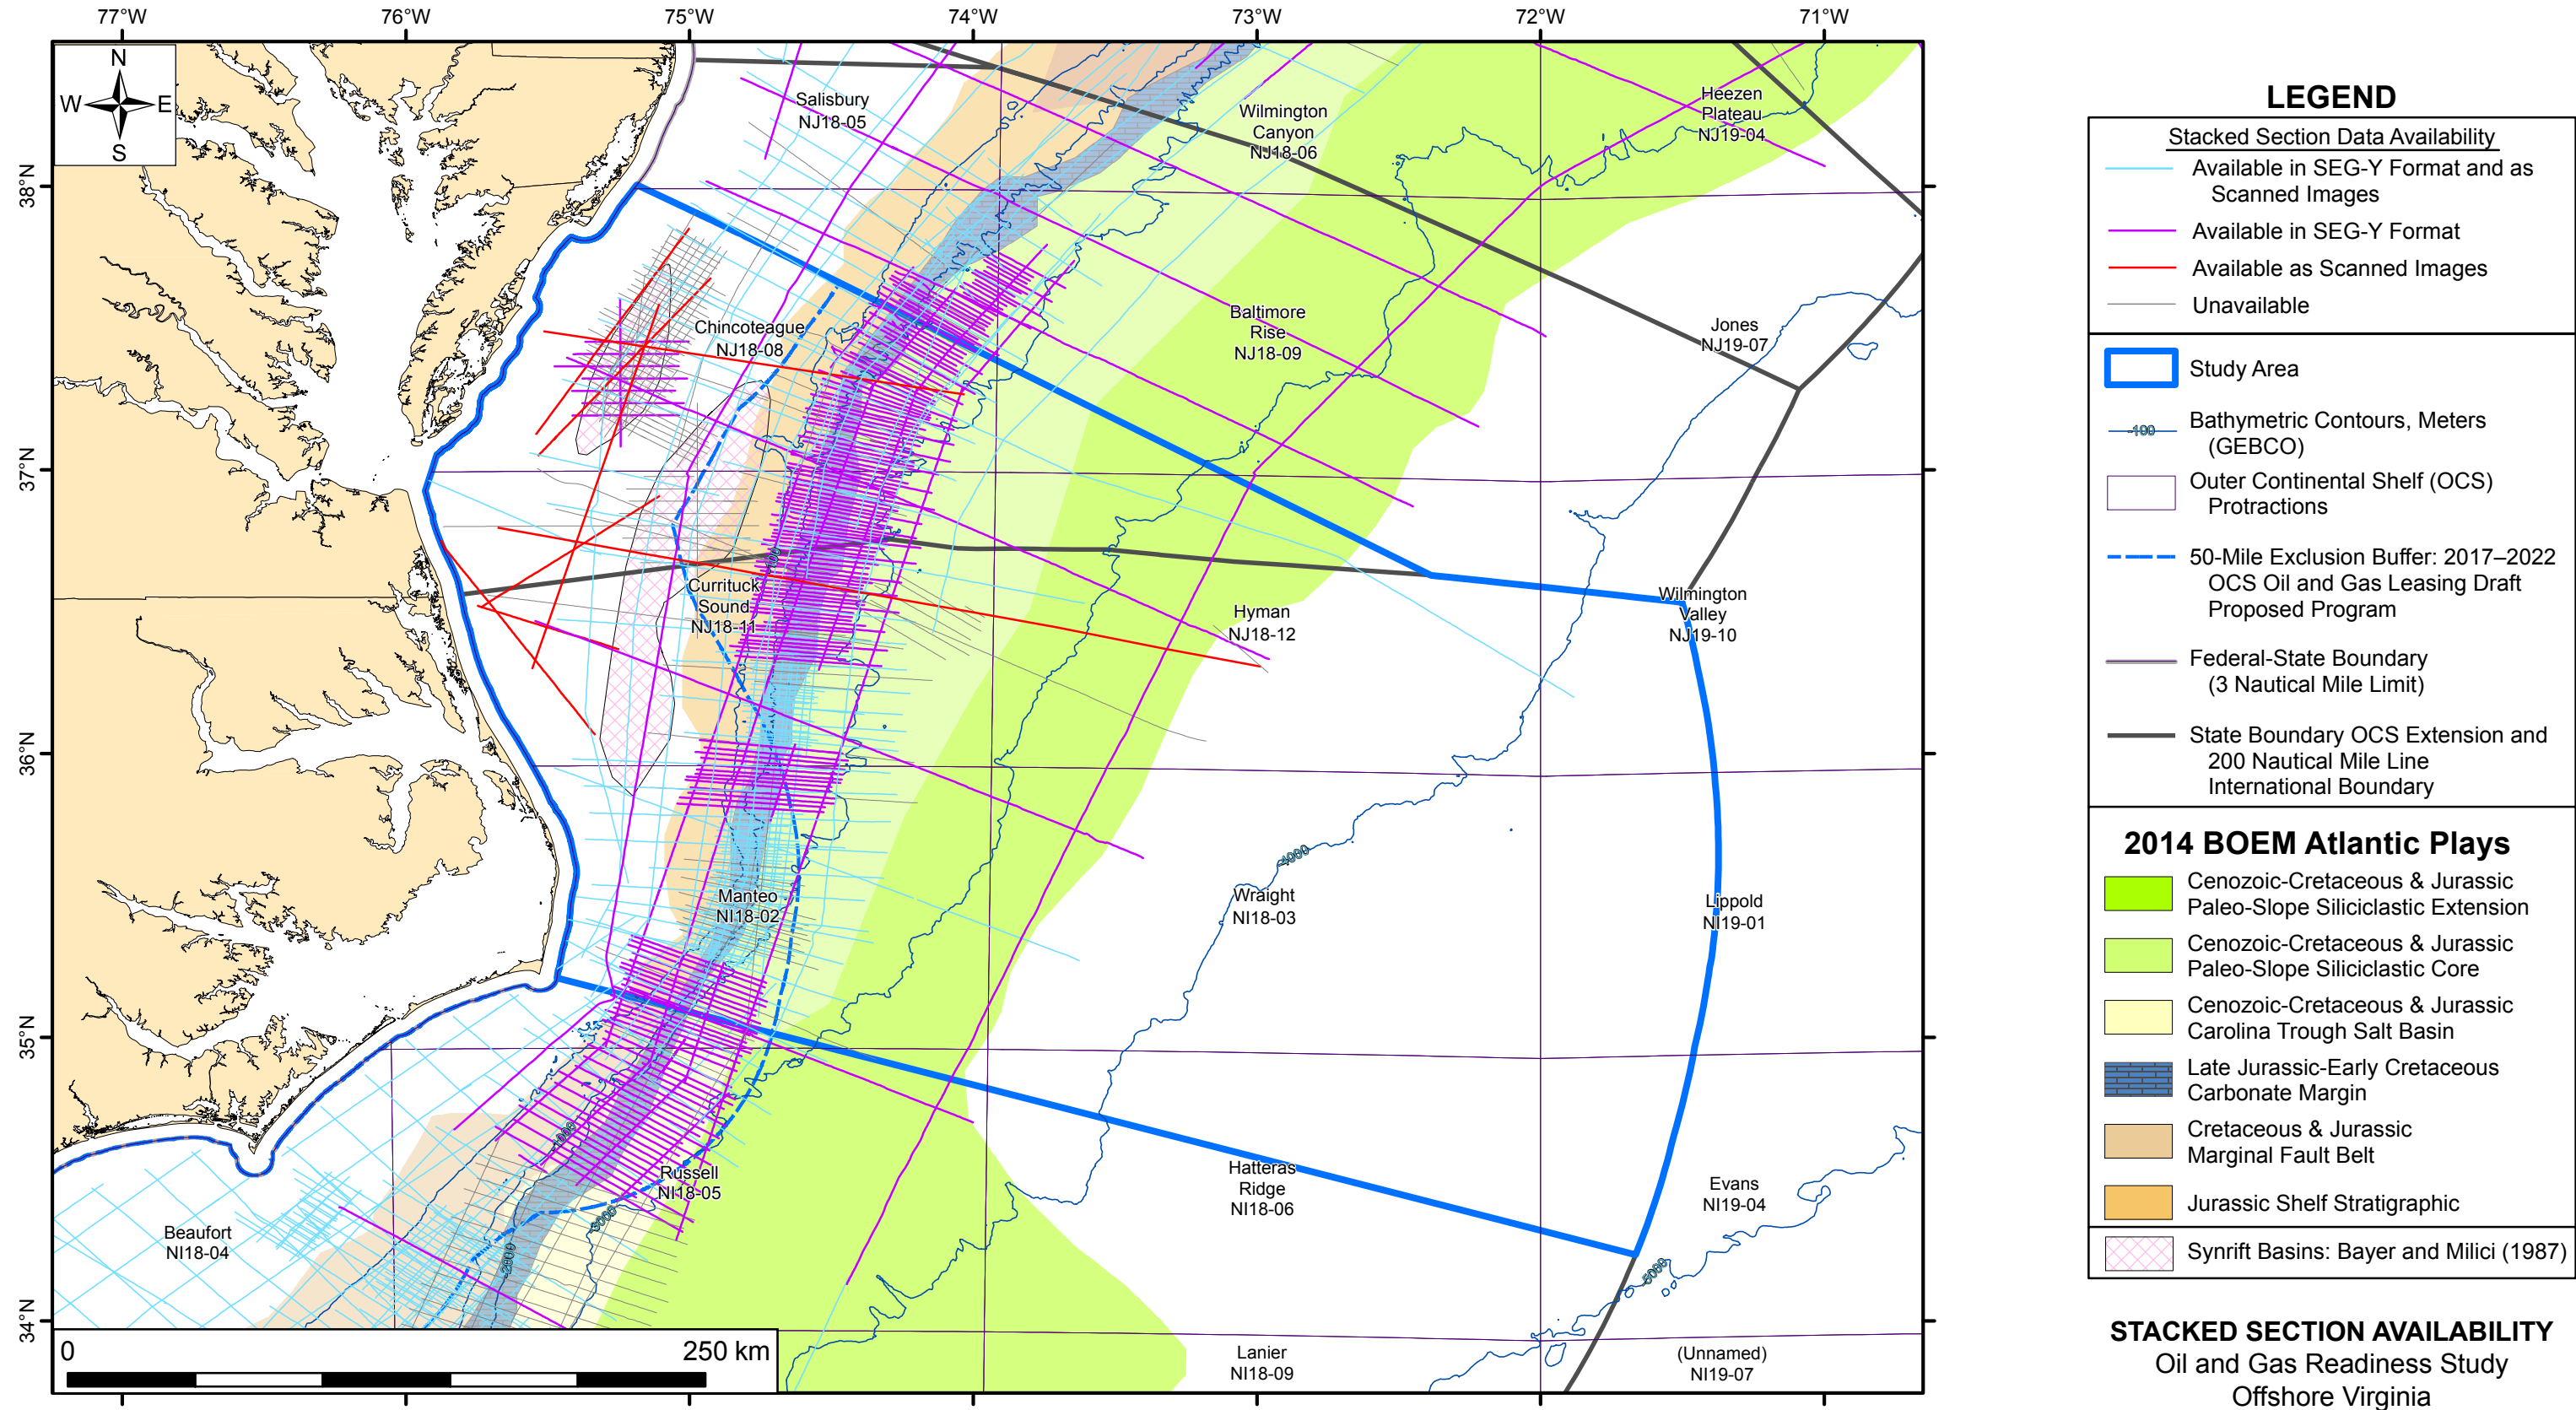 77°W 76°W 75°W 74°W 73°W 72°W 71°W
38°N
37°N
36°N
35°N
34°N
N
W E
S
Salisbury
NJ18-05
Wilmington
Canyon
NJ18-06
Heezen
Plateau
NJ19-04
Chincoteague
NJ18-08
Baltimore
Rise
NJ18-09
Jones
NJ19-07
Currituck
Sound
NJ18-11
Hyman
NJ18-12
Wilmington
Valley
NJ19-10
Manteo
NI18-02
Wraight
NI18-03
Lippold
NI19-01
Beaufort
NI18-04
Russell
NI18-05
Hatteras
Ridge
NI18-06
Evans
NI19-04
Lanier
NI18-09
(Unnamed)
NI19-07
-100
-4000
-1000
-3000
-2000
-5000
0 250 km
LEGEND
Stacked Section Data Availability
Available in SEG-Y Format and as
Scanned Images
Available in SEG-Y Format
Available as Scanned Images
Unavailable
Study Area
-100
Bathymetric Contours, Meters
(GEBCO)
Outer Continental Shelf (OCS)
Protractions
50-Mile Exclusion Buffer: 2017–2022
OCS Oil and Gas Leasing Draft
Proposed Program
Federal-State Boundary
(3 Nautical Mile Limit)
State Boundary OCS Extension and
200 Nautical Mile Line
International Boundary
2014 BOEM Atlantic Plays
Cenozoic-Cretaceous & Jurassic
Paleo-Slope Siliciclastic Extension
Cenozoic-Cretaceous & Jurassic
Paleo-Slope Siliciclastic Core
Cenozoic-Cretaceous & Jurassic
Carolina Trough Salt Basin
Late Jurassic-Early Cretaceous
Carbonate Margin
Cretaceous & Jurassic
Marginal Fault Belt
Jurassic Shelf Stratigraphic
Synrift Basins: Bayer and Milici (1987)
STACKED SECTION AVAILABILITY
Oil and Gas Readiness Study
Offshore Virginia